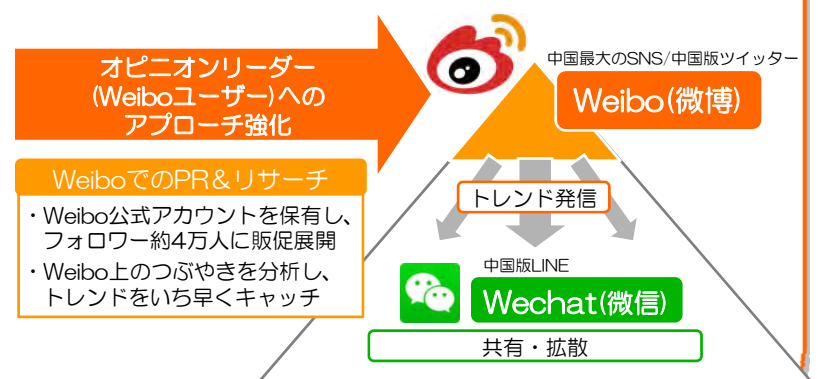 オピニオンリーダー
(Weiboユーザー)への
アプローチ強化
中国最大のSNS/中国版ツイッター
Weibo(微博)
WeiboでのPR&リサーチ
・Weibo公式アカウントを保有し、
フォロワー約4万人に販促展開
・Weibo上のつぶやきを分析し、
トレンドをいち早くキャッチ
トレンド発信
中国版LINE
Wechat(微信)
共有・拡散